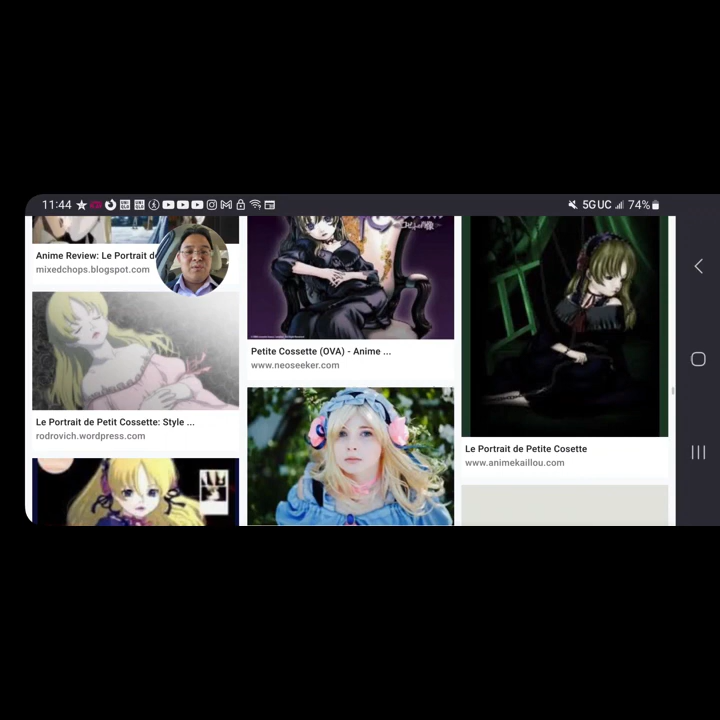 11:44
5G UC 74%
Anime Review: Le Portrait d
mixedchops.blogspot.com
Le Portrait de Petit Cossette: Style ...
rodrovich.wordpress.com
Petite Cossette (OVA) - Anime ...
www.neoseeker.com
Le Portrait de Petite Cosette
www.animekaillou.com